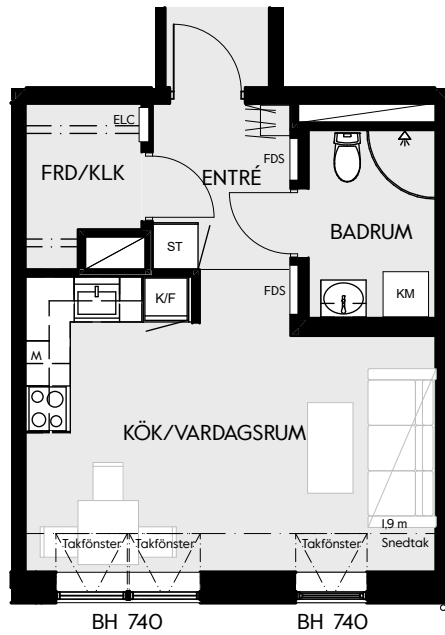 ELC
FRD/KLK
ENTRÉ
FDS
BADRUM
ST
K/F
FDS
KM
M
KÖK/VARDAGSRUM
1,9 m
Takfönster
Takfönster
Takfönster
Snedtak
BH 740
BH 740